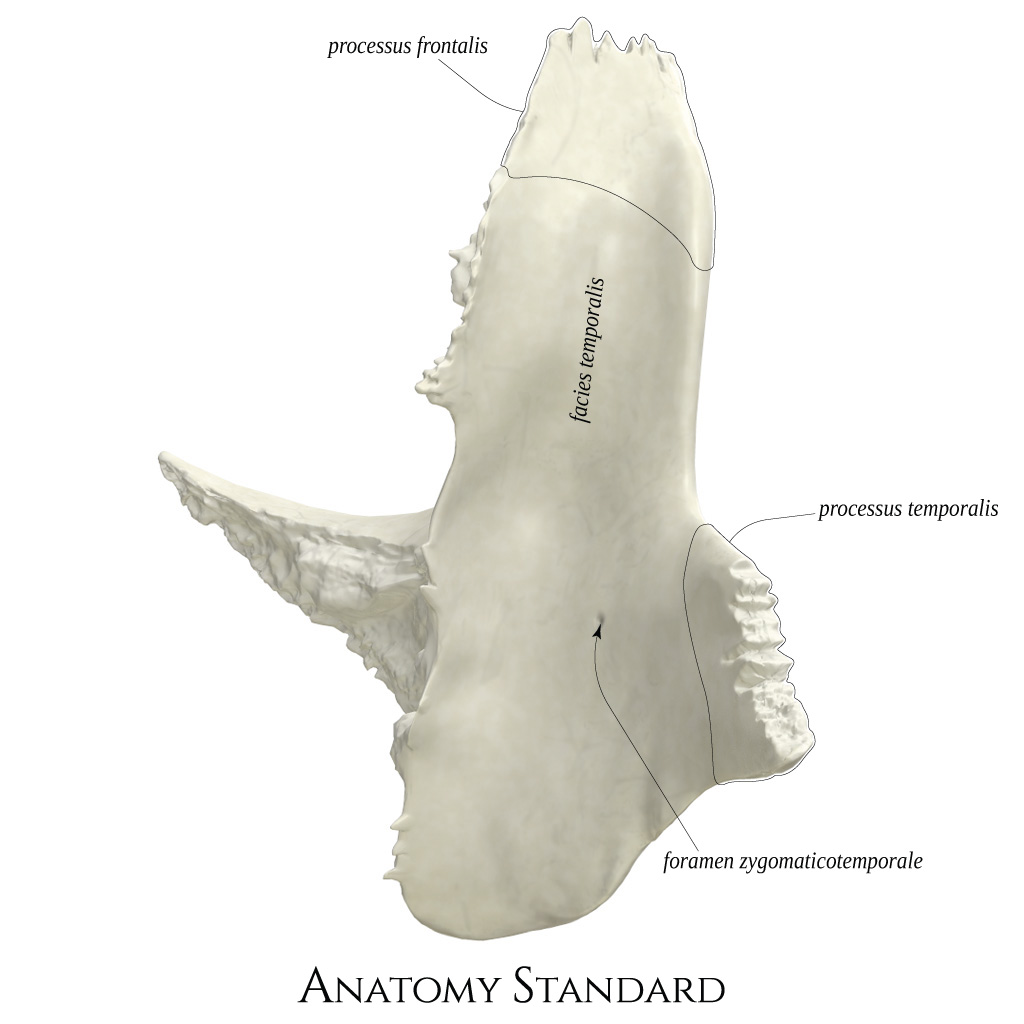 processus frontalis
facies temporalis
processus temporalis
foramen zygomaticotemporale
ANATOMY STANDARD